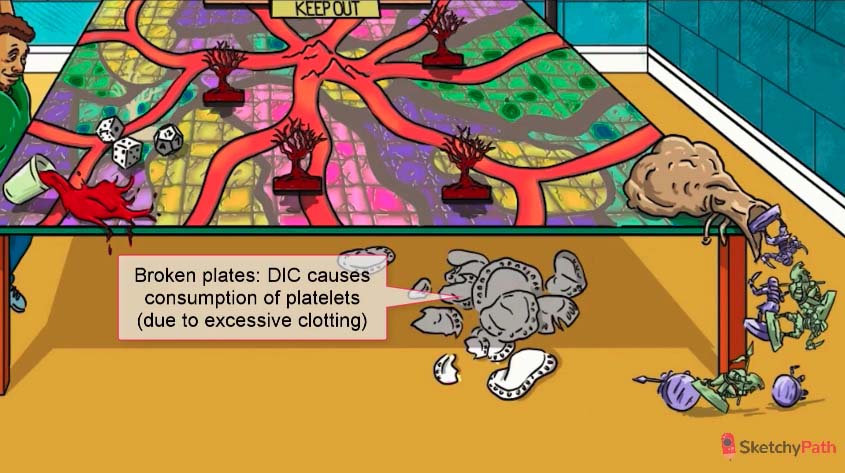 KEEP OUT
Broken plates: DIC causes
consumption of platelets
(due to excessive clotting)
SketchyPath